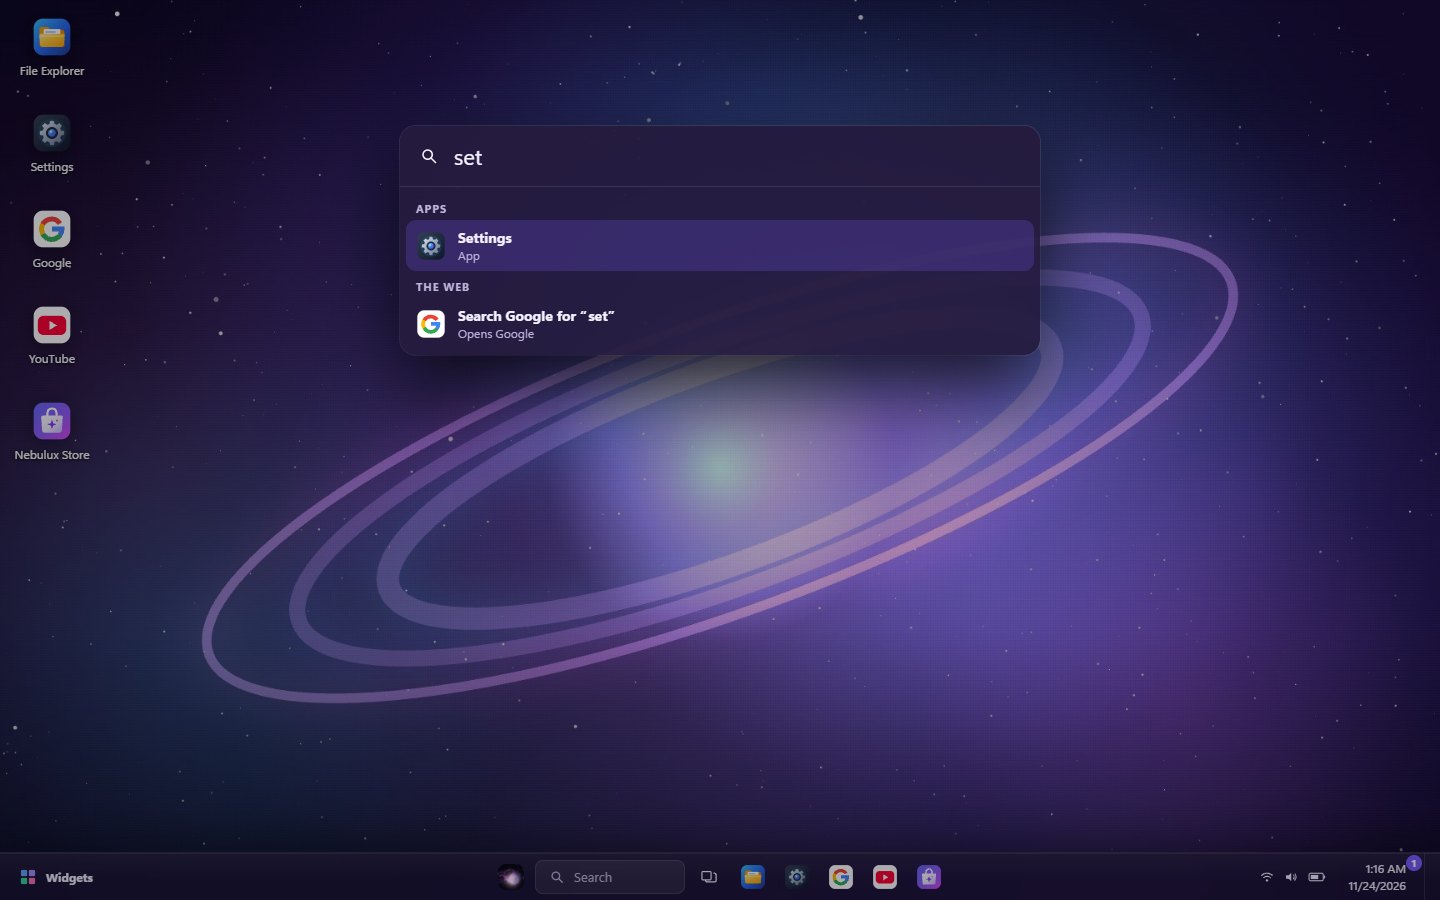 File Explorer
Settings
Google
YouTube
Nebulux Store
set
APPS
Settings
App
THE WEB
Search Google for “set”
Opens Google
Widgets
Search
1:16 AM
1
11/24/2026